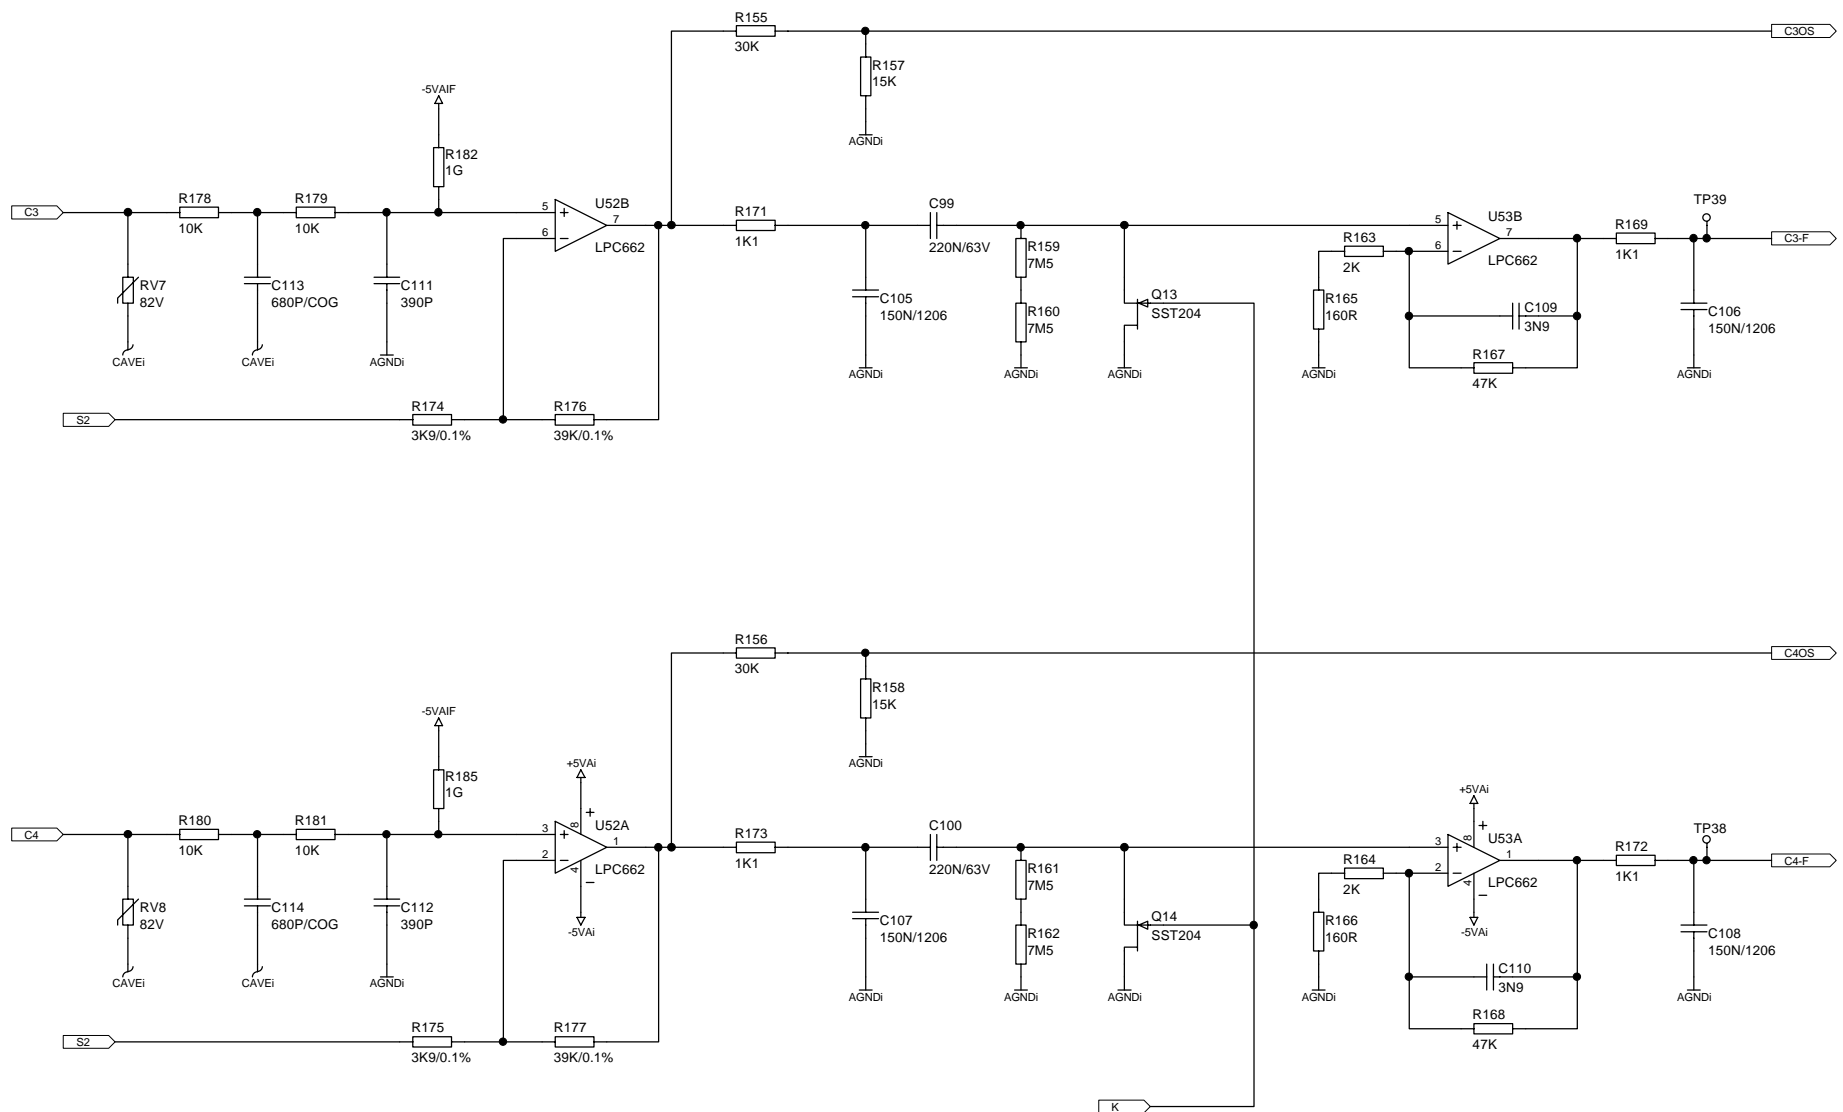 R155
30K
C3OS
R157
15K
AGNDi
-5VAIF
R182
1G
C3
R178
10K
R179
10K
5
6
7
U52B
LPC662
R171
1K1
C99
220N/63V
R159
7M5
R160
7M5
AGNDi
C105
150N/1206
AGNDi
Q13
SST204
AGNDi
R163
2K
R165
160R
AGNDi
5
6
7
U53B
LPC662
C109
3N9
R167
47K
R169
1K1
TP39
C3-F
C106
150N/1206
AGNDi
RV7
82V
CAVEi
C113
680P/COG
CAVEi
C111
390P
AGNDi
S2
R174
3K9/0.1%
R176
39K/0.1%
R156
30K
C4OS
R158
15K
AGNDi
-5VAIF
R185
1G
C4
R180
10K
R181
10K
+5VAi
8
3
2
1
4
U52A
LPC662
-5VAi
R173
1K1
C100
220N/63V
R161
7M5
R162
7M5
AGNDi
C107
150N/1206
AGNDi
Q14
SST204
AGNDi
R164
2K
R166
160R
AGNDi
+5VAi
8
3
2
1
4
U53A
LPC662
-5VAi
C110
3N9
R168
47K
R172
1K1
TP38
C4-F
C108
150N/1206
AGNDi
RV8
82V
CAVEi
C114
680P/COG
CAVEi
C112
390P
AGNDi
S2
R175
3K9/0.1%
R177
39K/0.1%
K